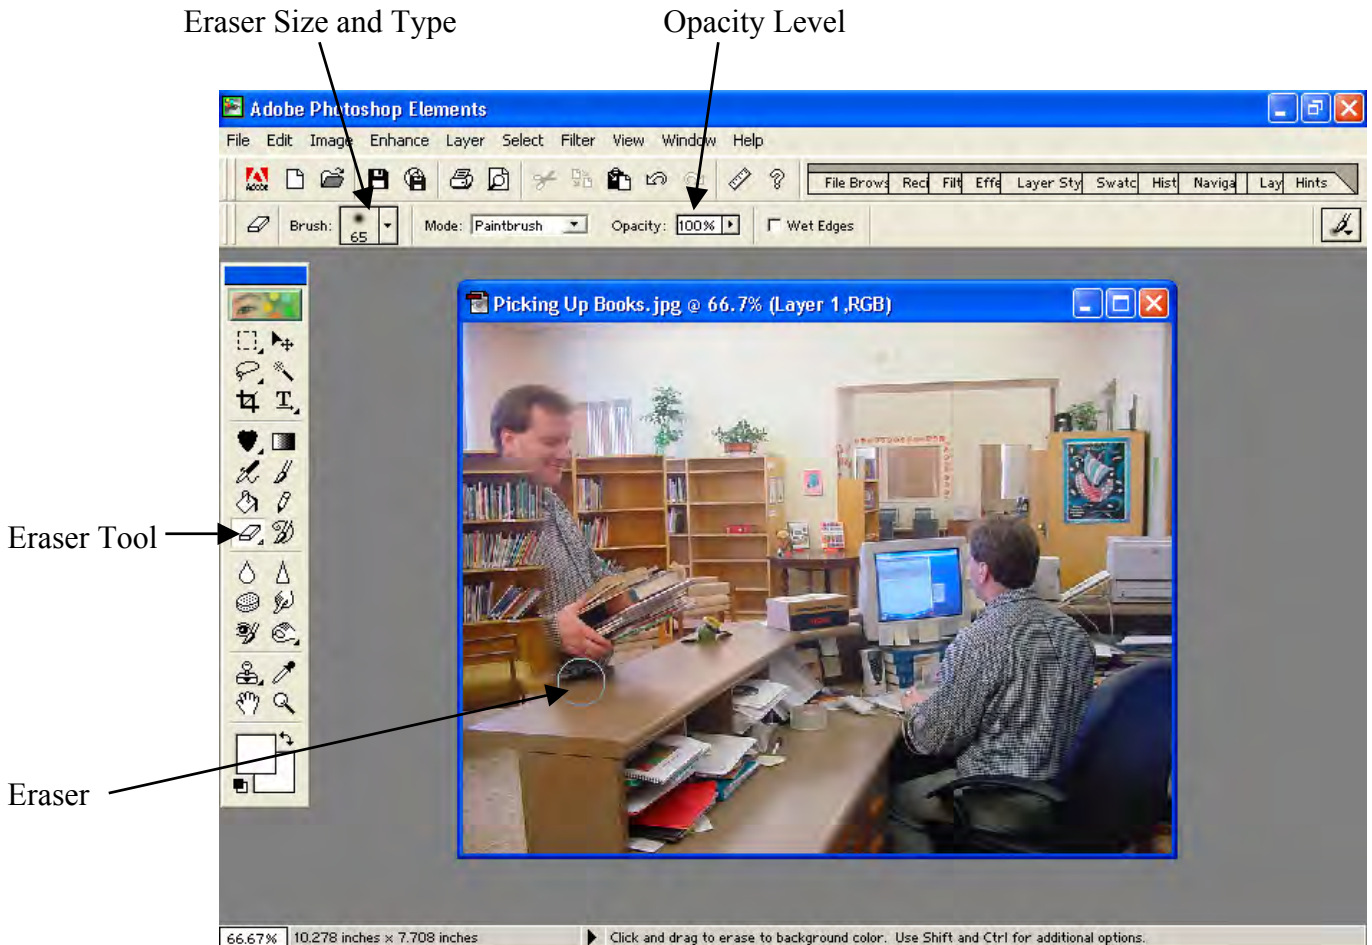 Eraser Size and Type
Opacity Level
Adobe Photoshop Elements
File Edit Image Enhance Layer Select Filter View Window Help
Adobe
File Brows Reci Filt Effe Layer Sty Swatc Hist Naviga Lay Hints
Brush: 65 Mode: Paintbrush Opacity: 100% Wet Edges
Picking Up Books.jpg @ 66.7% (Layer 1,RGB)
T
Eraser Tool
Eraser
66.67% 10.278 inches x 7.708 inches Click and drag to erase to background color. Use Shift and Ctrl for additional options.